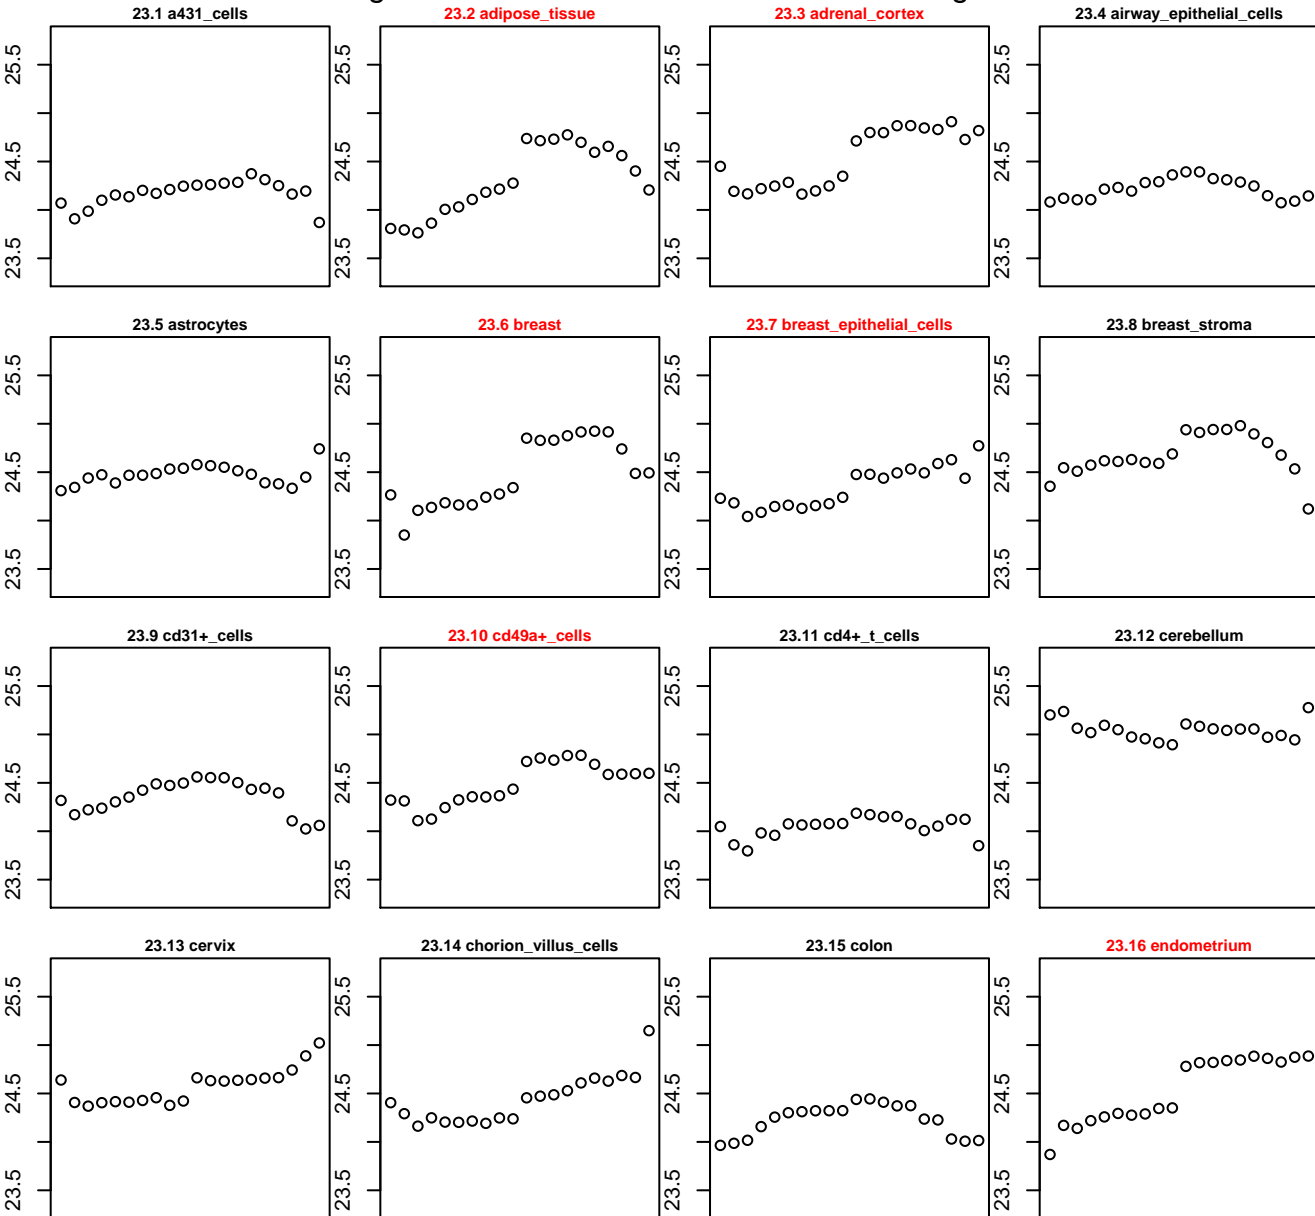 23.1 a431_cells
23.2 adipose_tissue
23.3 adrenal_cortex
23.4 airway_epithelial_cells
23.5 24.5 25.5
23.5 24.5 25.5
23.5 24.5 25.5
23.5 24.5 25.5
23.5 astrocytes
23.6 breast
23.7 breast_epithelial_cells
23.8 breast_stroma
23.5 24.5 25.5
23.5 24.5 25.5
23.5 24.5 25.5
23.5 24.5 25.5
23.9 cd31+_cells
23.10 cd49a+_cells
23.11 cd4+_t_cells
23.12 cerebellum
23.5 24.5 25.5
23.5 24.5 25.5
23.5 24.5 25.5
23.5 24.5 25.5
23.13 cervix
23.14 chorion_villus_cells
23.15 colon
23.16 endometrium
23.5 24.5 25.5
23.5 24.5 25.5
23.5 24.5 25.5
23.5 24.5 25.5